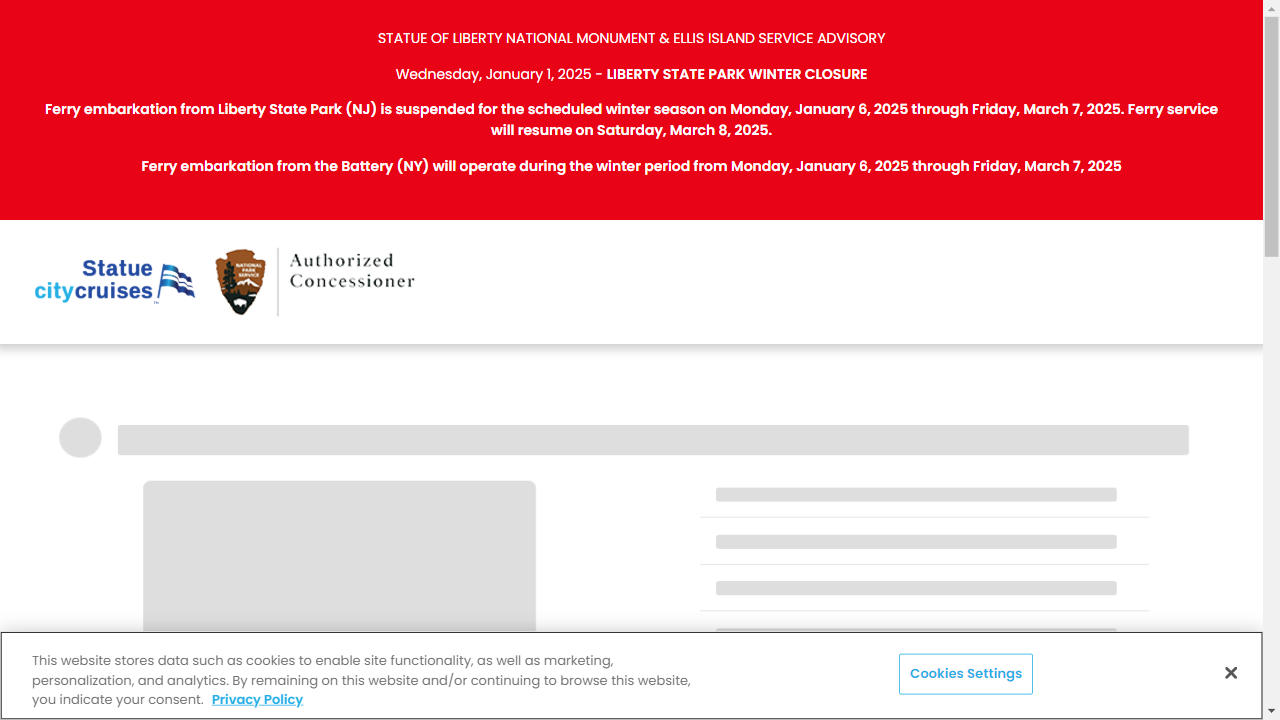 STATUE OF LIBERTY NATIONAL MONUMENT & ELLIS ISLAND SERVICE ADVISORY
Wednesday, January 1, 2025 - LIBERTY STATE PARK WINTER CLOSURE
Ferry embarkation from Liberty State Park (NJ) is suspended for the scheduled winter season on Monday, January 6, 2025 through Friday, March 7, 2025. Ferry service
will resume on Saturday, March 8, 2025.
Ferry embarkation from the Battery (NY) will operate during the winter period from Monday, January 6, 2025 through Friday, March 7, 2025
Statue
citycruises™
NATIONAL
PARK
SERVICE
Authorized
Concessioner
This website stores data such as cookies to enable site functionality, as well as marketing,
personalization, and analytics. By remaining on this website and/or continuing to browse this website,
you indicate your consent. Privacy Policy
Cookies Settings